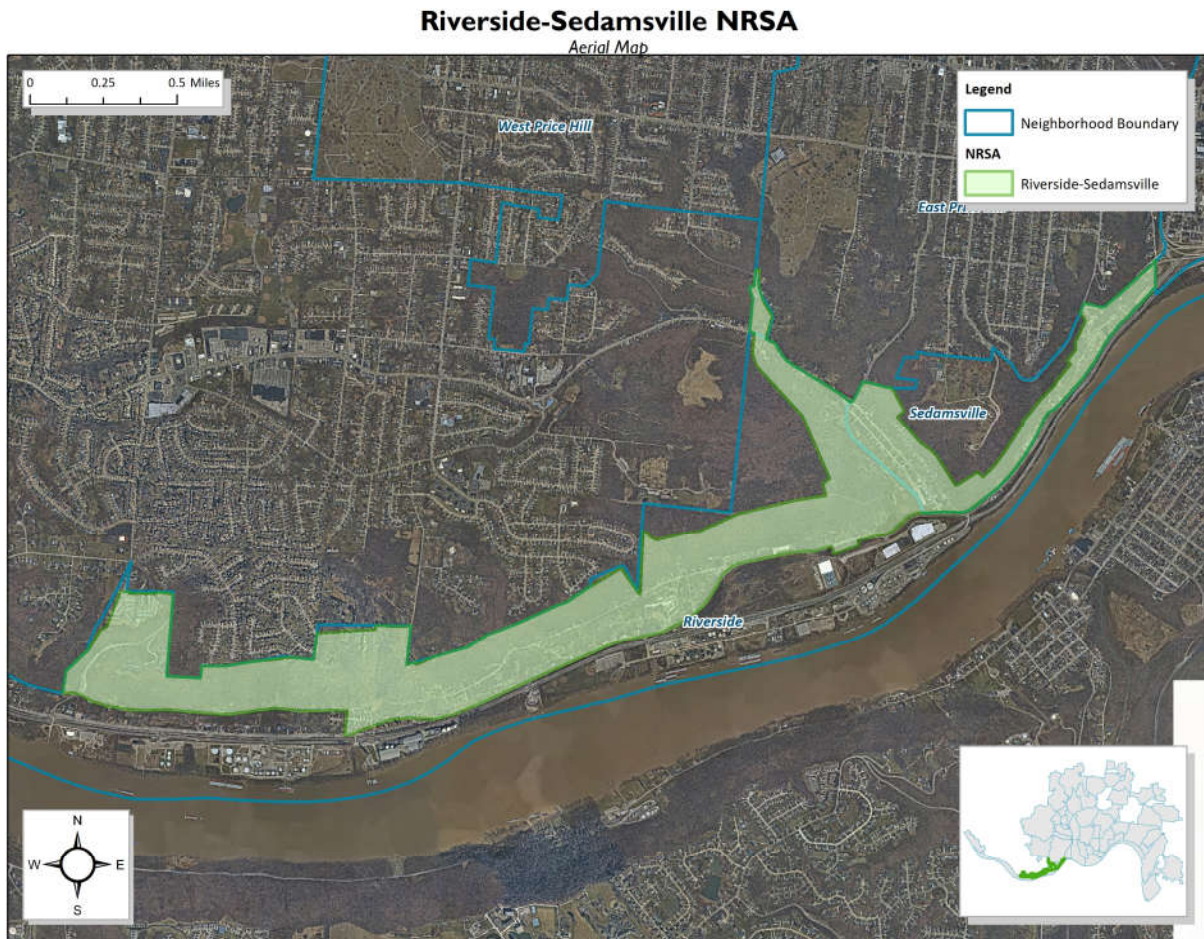 Riverside-Sedamsville NRSA
Aerial Map
0 0.25 0.5 Miles
Legend
Neighborhood Boundary
NRSA
Riverside-Sedamsville
West Price Hill
East
Sedamsville
Riverside
N
W E
S